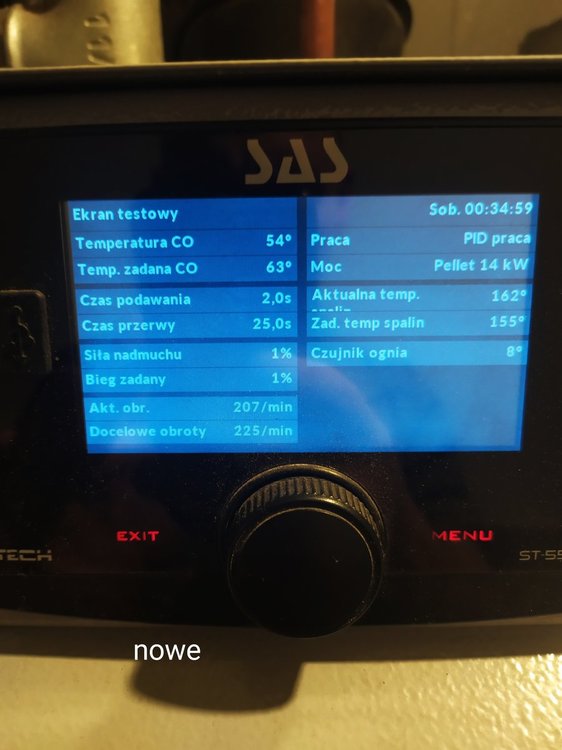 SAS
Ekran testowy
Sob. 00:34:59
Temperatura CO 54°
Praca PID praca
Temp. zadana CO 63°
Moc Pellet 14 kW
Czas podawania 2,0s
Aktualna temp. spalin 162°
Czas przerwy 25,0s
Zad. temp spalin 155°
Siła nadmuchu 1%
Czujnik ognia 8°
Bieg zadany 1%
Akt. obr. 207/min
Docelowe obroty 225/min
EXIT
MENU
TECH
ST-55
nowe